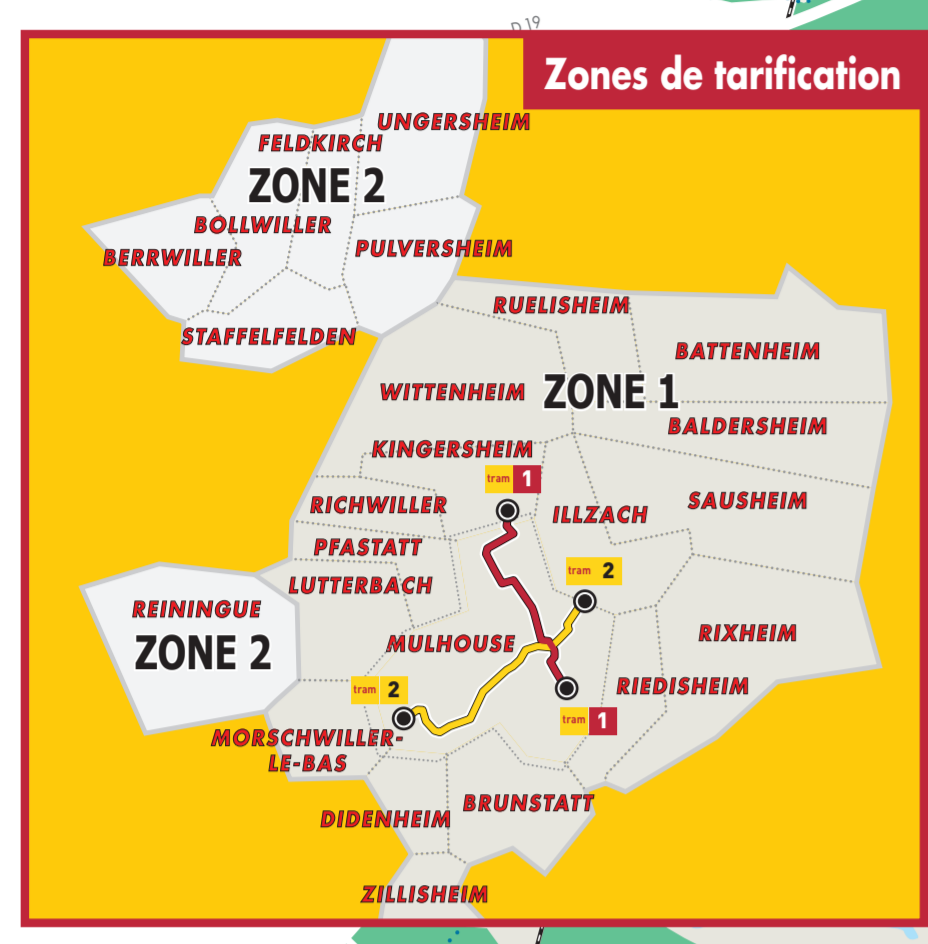 D 19
Zones de tarification
UNGERSHEIM
FELDKIRCH
ZONE 2
BOLLWILLER
PULVERSHEIM
BERRWILLER
STAFFELFELDEN
RUELISHEIM
BATTENHEIM
WITTENHEIM
ZONE 1
BALDERSHEIM
KINGERSHEIM
tram 1
RICHWILLER
ILLZACH
SAUSHEIM
PFASTATT
tram 2
LUTTERBACH
REININGUE
ZONE 2
MULHOUSE
RIXHEIM
tram 2
RIEDISHEIM
tram 1
MORSCHWILLER-
LE-BAS
BRUNSTATT
DIDENHEIM
ZILLISHEIM